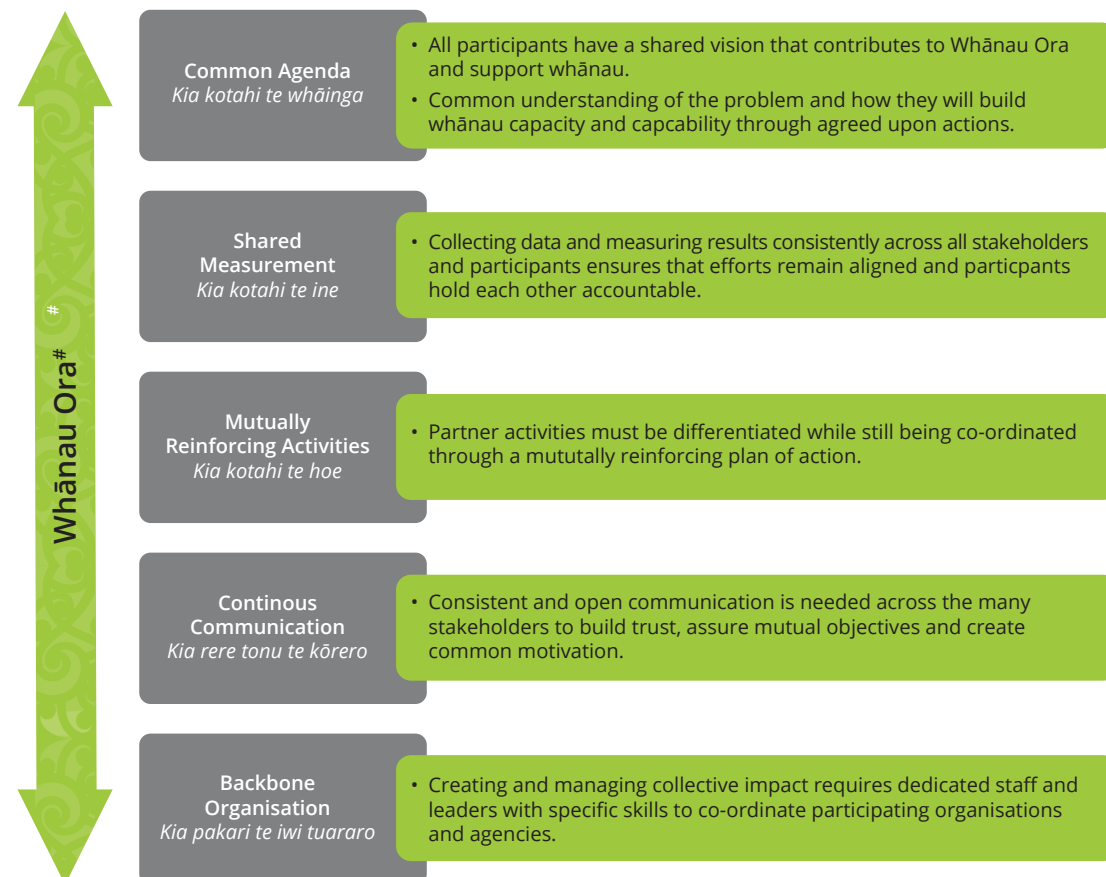 Whānau Ora#
#
Common Agenda
Kia kotahi te whāinga
• All participants have a shared vision that contributes to Whānau Ora
and support whānau.
• Common understanding of the problem and how they will build
whānau capacity and capcability through agreed upon actions.
Shared
Measurement
Kia kotahi te ine
• Collecting data and measuring results consistently across all stakeholders
and participants ensures that efforts remain aligned and particpants
hold each other accountable.
Mutually
Reinforcing Activities
Kia kotahi te hoe
• Partner activities must be differentiated while still being co-ordinated
through a mututally reinforcing plan of action.
Continous
Communication
Kia rere tonu te kōrero
• Consistent and open communication is needed across the many
stakeholders to build trust, assure mutual objectives and create
common motivation.
Backbone
Organisation
Kia pakari te iwi tuararo
• Creating and managing collective impact requires dedicated staff and
leaders with specific skills to co-ordinate participating organisations
and agencies.